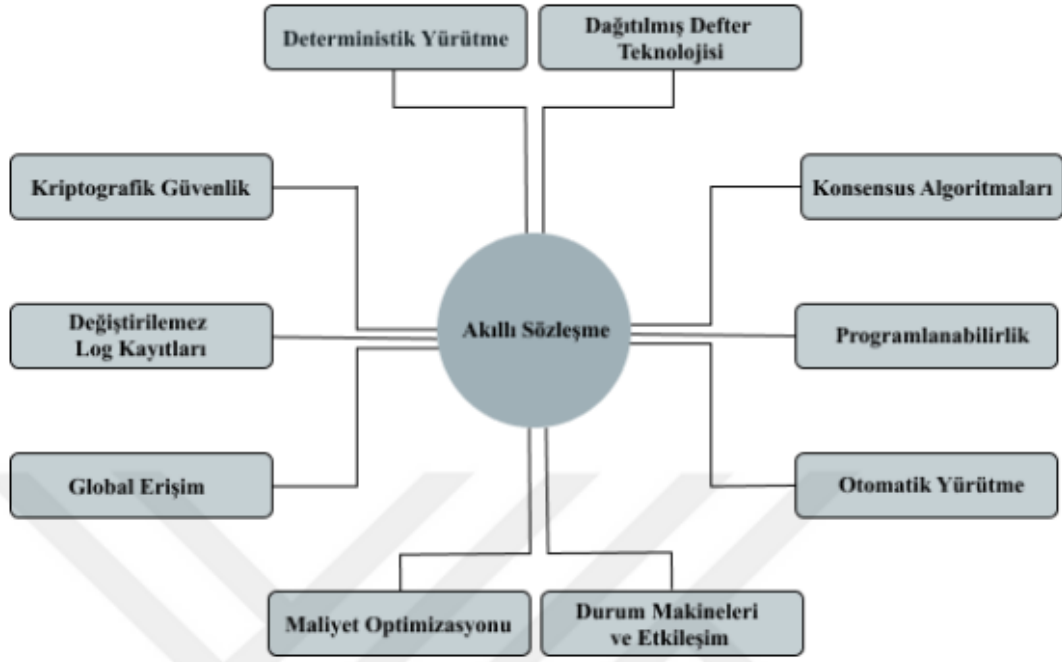 Deterministik Yürütme
Dağıtılmış Defter
Teknolojisi
Kriptografik Güvenlik
Konsensus Algoritmaları
Değiştirilemez
Log Kayıtları
Akıllı Sözleşme
Programlanabilirlik
Global Erişim
Otomatik Yürütme
Maliyet Optimizasyonu
Durum Makineleri
ve Etkileşim